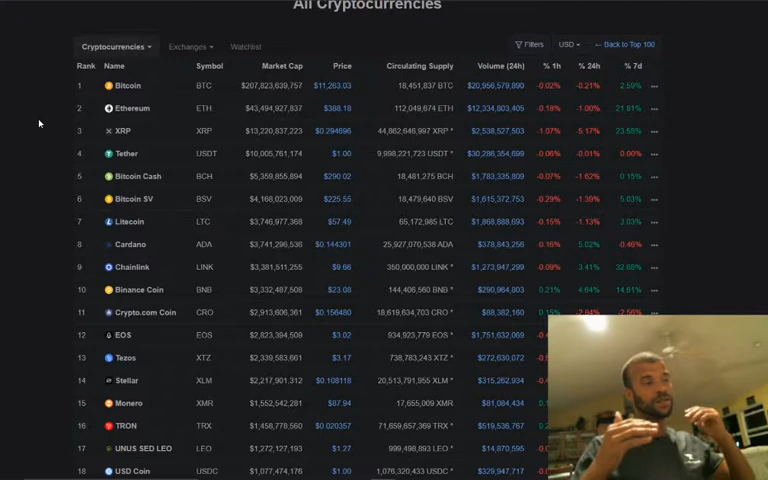 All Cryptocurrencies
Cryptocurrencies Exchanges Watchlist Filters USD ← Back to Top 100
Rank Name Symbol Market Cap Price Circulating Supply Volume (24h) % 1h % 24h % 7d
1 Bitcoin BTC $207,823,639,757 $11,263.03 18,451,837 BTC $20,956,579,890 -0.02% -0.21% 2.59%
2 Ethereum ETH $43,494,927,834 $388.18 112,049,674 ETH $12,334,803,405 -0.18% -1.00% 21.81%
3 XRP XRP $13,220,837,223 $0.294696 44,862,646,997 XRP * $2,538,527,503 -1.07% -5.17% 23.58%
4 Tether USDT $10,005,761,174 $1.00 9,998,221,723 USDT * $30,286,354,699 -0.06% -0.01% 0.00%
5 Bitcoin Cash BCH $5,359,855,894 $290.02 18,481,275 BCH $1,783,335,809 -0.07% -1.62% 0.15%
6 Bitcoin SV BSV $4,168,023,009 $225.55 18,479,640 BSV $1,615,372,753 -0.29% -1.39% 5.03%
7 Litecoin LTC $3,746,977,368 $57.49 65,172,985 LTC $1,868,888,693 -0.15% -1.13% 3.03%
8 Cardano ADA $3,741,296,536 $0.144301 25,927,070,538 ADA $378,843,256 -0.16% 5.02% -0.46%
9 Chainlink LINK $3,381,511,255 $9.66 350,000,000 LINK * $1,273,947,299 -0.09% 3.41% 32.68%
10 Binance Coin BNB $3,332,487,508 $23.08 144,406,560 BNB * $290,964,803 0.21% 4.64% 14.61%
11 Crypto.com Coin CRO $2,913,606,361 $0.156480 18,619,634,703 CRO * $88,382,160 0.15%
12 EOS EOS $2,823,394,509 $3.02 934,923,779 EOS * $1,751,632,069
13 Tezos XTZ $2,339,583,661 $3.17 738,783,243 XTZ * $272,630,072
14 Stellar XLM $2,217,901,312 $0.108116 20,513,791,955 XLM * $315,262,934
15 Monero XMR $1,552,542,281 $87.94 17,655,009 XMR $81,084,434
16 TRON TRX $1,458,778,560 $0.020357 71,659,657,369 TRX * $519,536,767
17 UNUS SED LEO LEO $1,272,127,193 $1.27 999,498,893 LEO * $14,870,595
18 USD Coin USDC $1,077,474,176 $1.00 1,076,320,433 USDC * $329,947,717